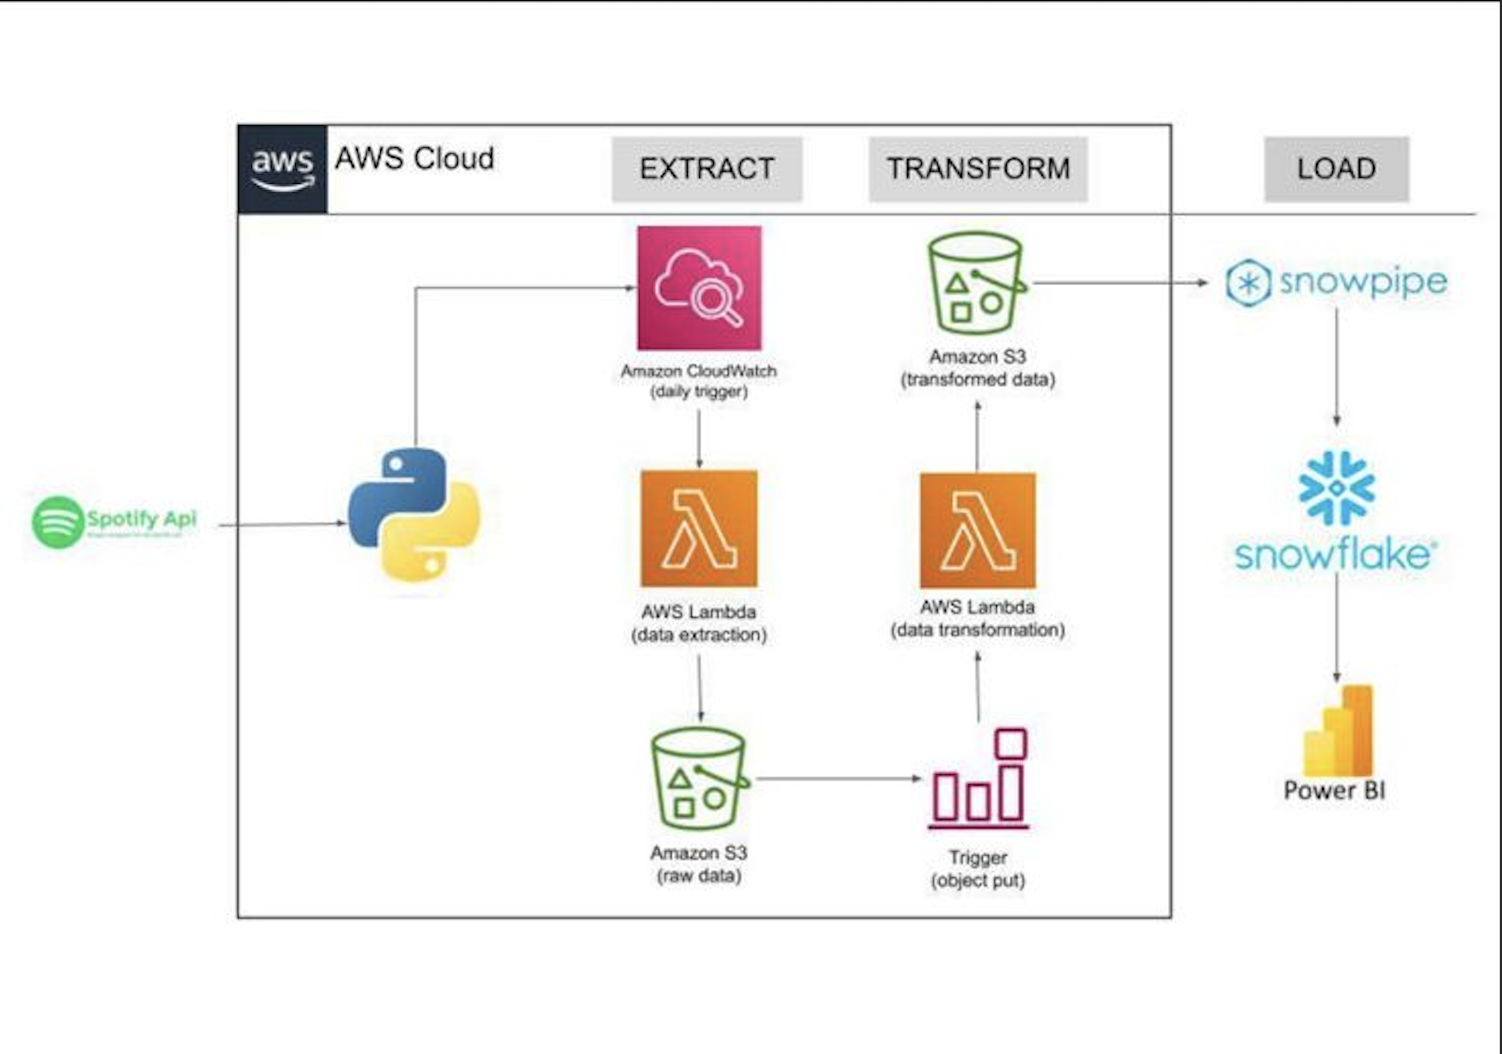 aws
AWS Cloud
EXTRACT
TRANSFORM
LOAD
Amazon CloudWatch
(daily trigger)
Amazon S3
(transformed data)
snowpipe
Spotify Api
AWS Lambda
(data extraction)
AWS Lambda
(data transformation)
snowflake®
Amazon S3
(raw data)
Trigger
(object put)
Power BI